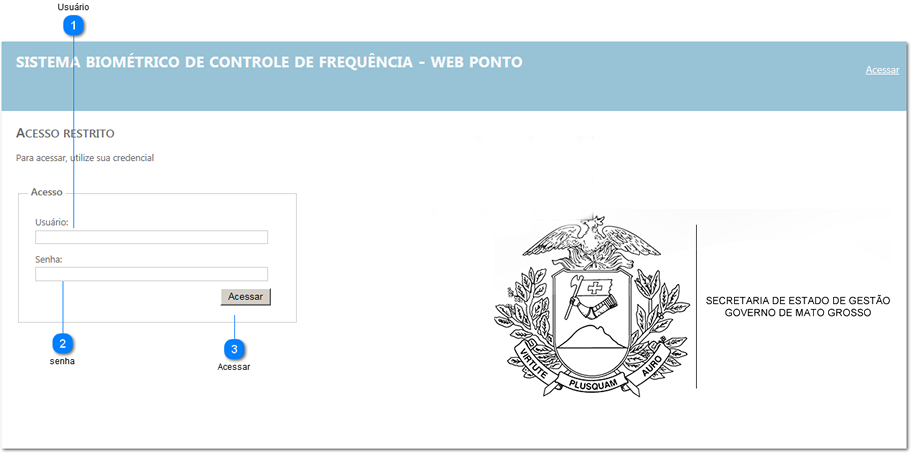 Usuário
1
SISTEMA BIOMÉTRICO DE CONTROLE DE FREQUÊNCIA - WEB PONTO
Acessar
ACESSO RESTRITO
Para acessar, utilize sua credencial
Acesso
Usuário:
Senha:
Acessar
2
senha
3
Acessar
VIRTUTE
PLUSQUAM
AURO
SECRETARIA DE ESTADO DE GESTÃO
GOVERNO DE MATO GROSSO